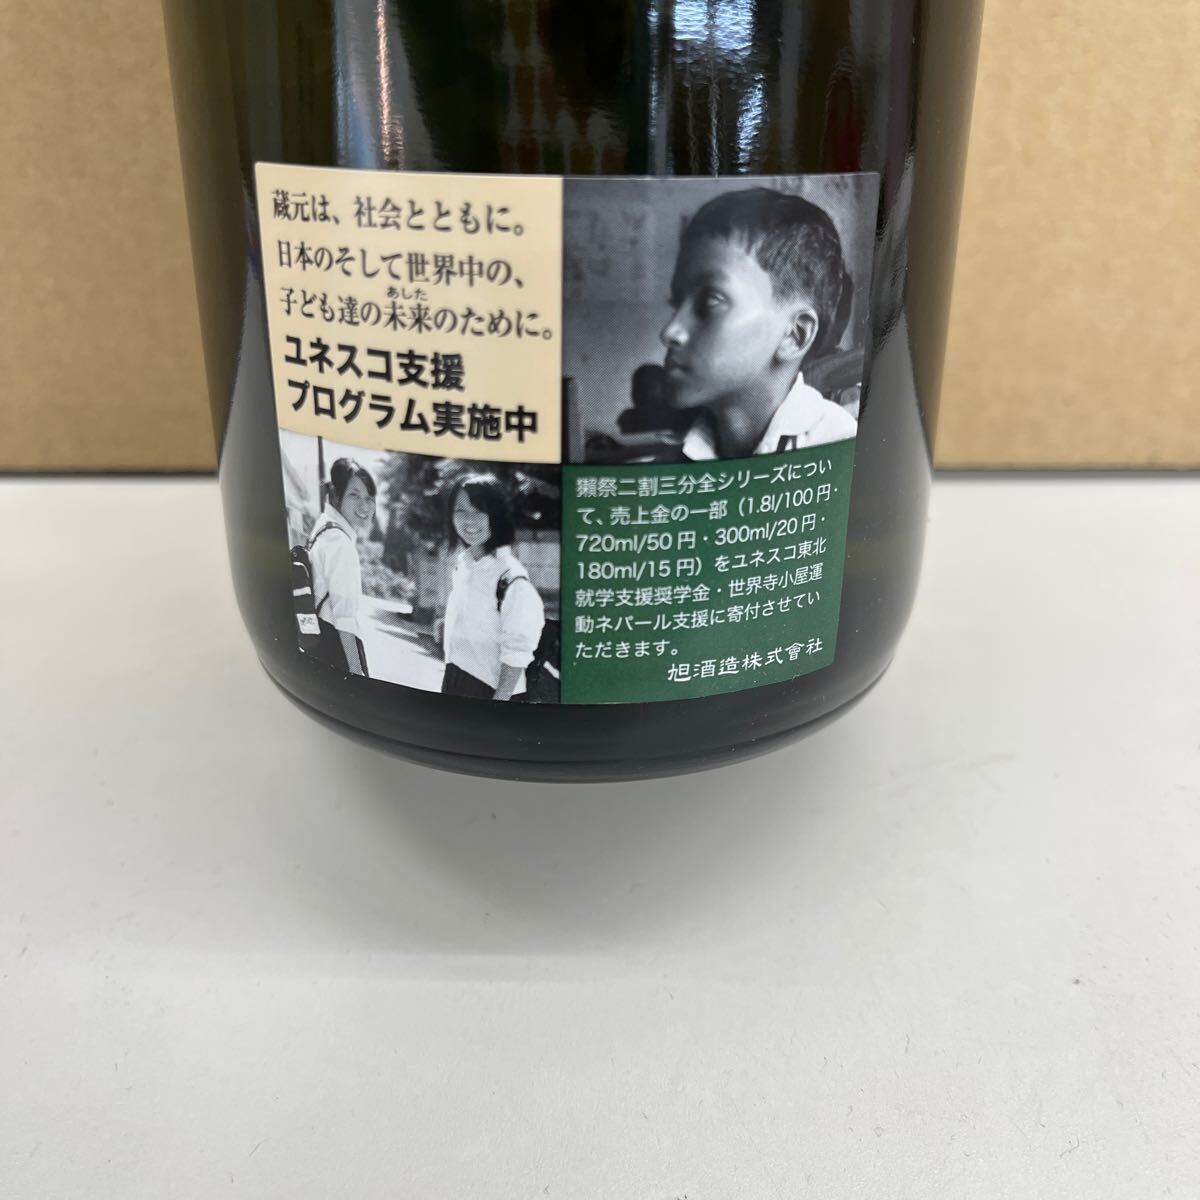 蔵元は、社会とともに。
日本のそして世界中の、
あした
子ども達の未来のために。
ユネスコ支援
プログラム実施中
獺祭二割三分全シリーズについ
て、売上金の一部（1.8l/100円・
720ml/50円・300ml/20円・
180ml/15円）をユネスコ東北
就学支援奨学金・世界寺小屋運
動ネパール支援に寄付させてい
ただきます。
旭酒造株式會社